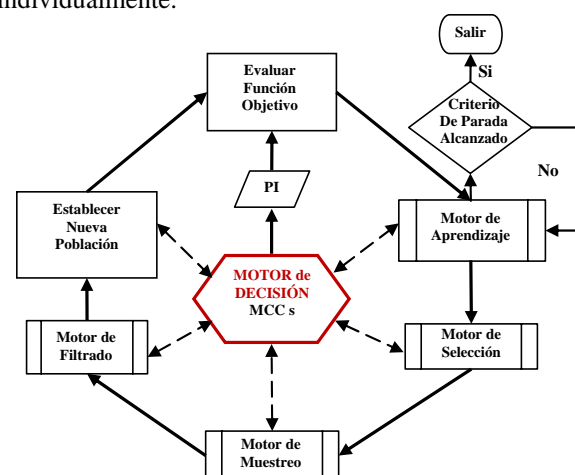 individualmente.
Salir
Si
Criterio
De Parada
Alcanzado
No
Evaluar
Función
Objetivo
PI
Establecer
Nueva
Población
Motor de
Aprendizaje
MOTOR de
DECISIÓN
MCC s
Motor de
Filtrado
Motor de
Selección
Motor de
Muestreo